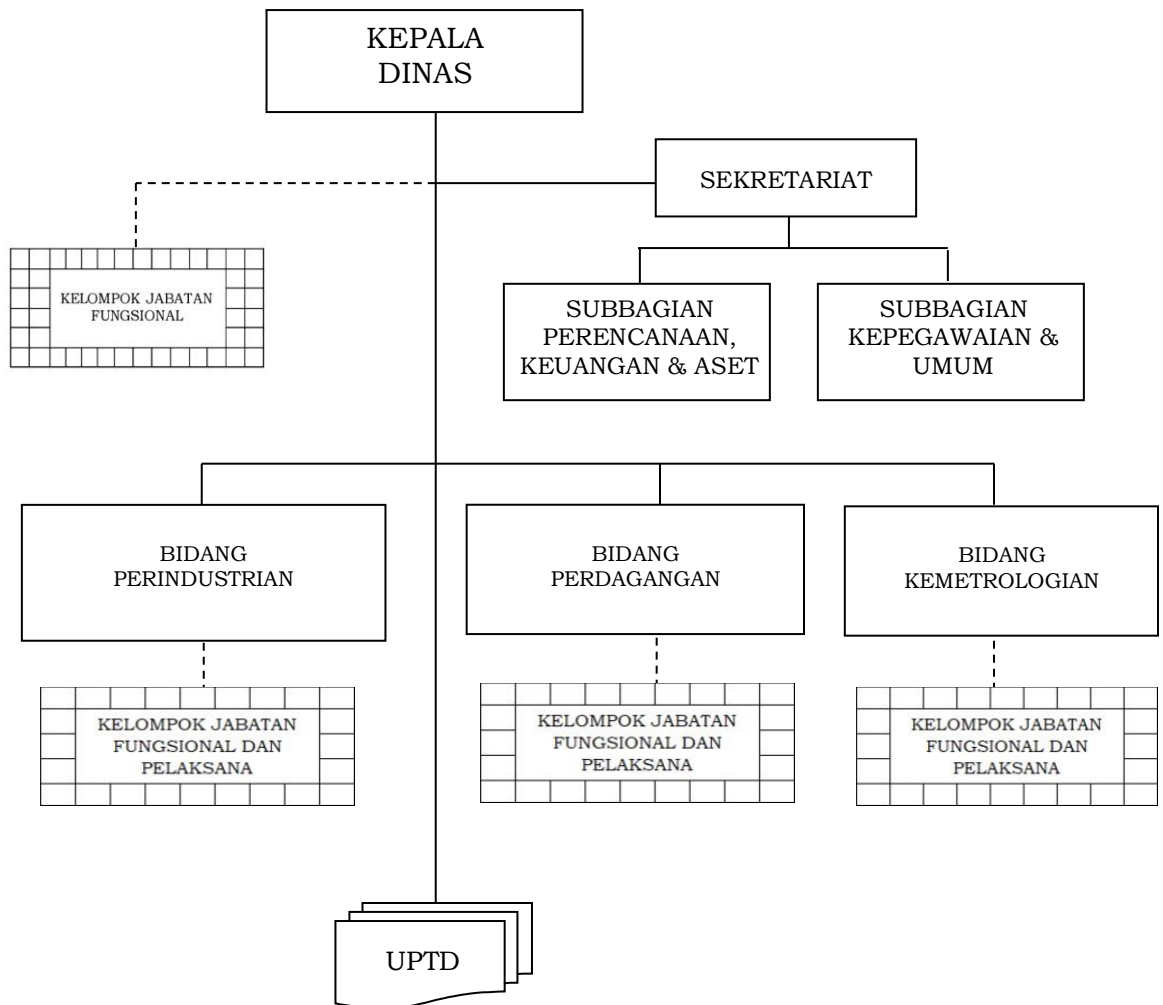 KEPALA
DINAS
SEKRETARIAT
KELOMPOK JABATAN
FUNGSIONAL
SUBBAGIAN
PERENCANAAN,
KEUANGAN & ASET
SUBBAGIAN
KEPEGAWAIAN &
UMUM
BIDANG
PERINDUSTRIAN
BIDANG
PERDAGANGAN
BIDANG
KEMETROLOGIAN
KELOMPOK JABATAN
FUNGSIONAL DAN
PELAKSANA
KELOMPOK JABATAN
FUNGSIONAL DAN
PELAKSANA
KELOMPOK JABATAN
FUNGSIONAL DAN
PELAKSANA
UPTD